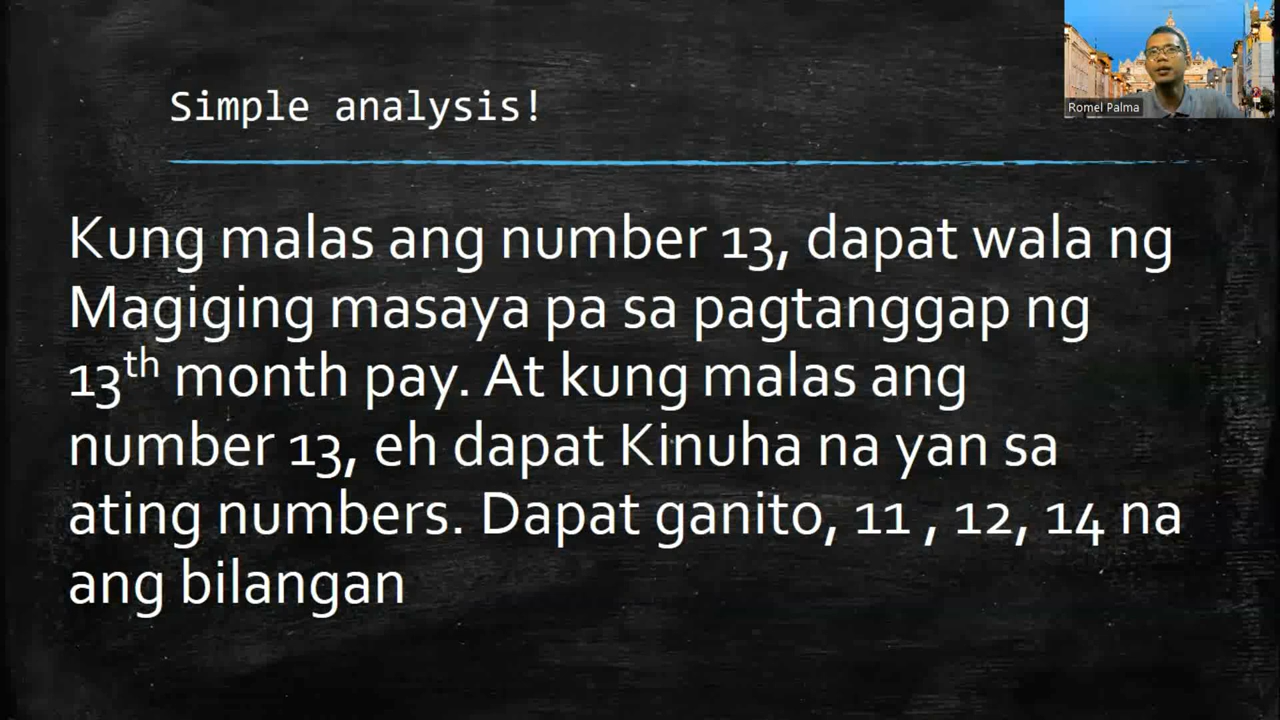 Simple analysis!
Romel Palma
Kung malas ang number 13, dapat wala ng
Magiging masaya pa sa pagtanggap ng
13th month pay. At kung malas ang
number 13, eh dapat Kinuha na yan sa
ating numbers. Dapat ganito, 11 , 12, 14 na
ang bilangan